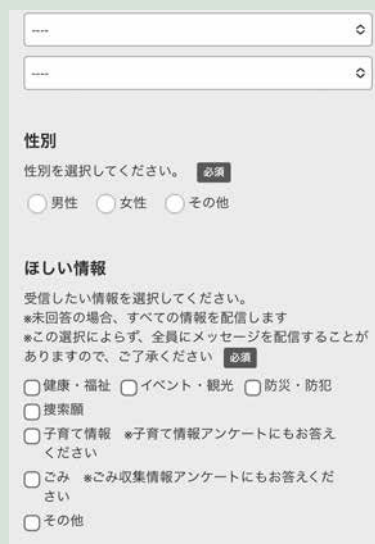 ----
----
性別
性別を選択してください。 必須
男性 女性 その他
ほしい情報
受信したい情報を選択してください。
※未回答の場合、すべての情報を配信します
※この選択によらず、全員にメッセージを配信することが
ありますので、ご了承ください 必須
健康・福祉 イベント・観光 防災・防犯
捜索願
子育て情報 ※子育て情報アンケートにもお答え
ください
ごみ ※ごみ収集情報アンケートにもお答えくだ
さい
その他